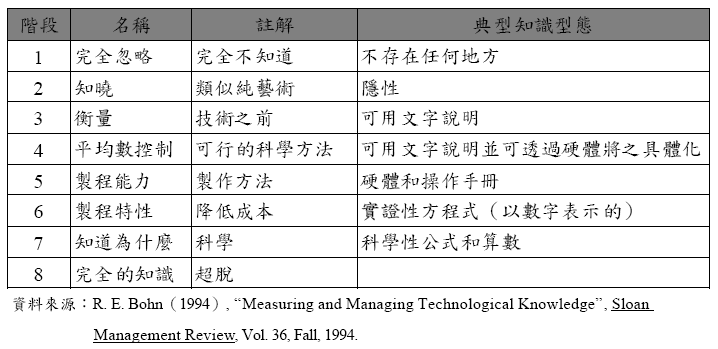 階段 名稱 註解 典型知識型態
1 完全忽略 完全不知道 不存在任何地方
2 知曉 類似純藝術 隱性
3 衡量 技術之前 可用文字說明
4 平均數控制 可行的科學方法 可用文字說明並可透過硬體將之具體化
5 製程能力 製作方法 硬體和操作手冊
6 製程特性 降低成本 實證性方程式（以數字表示的）
7 知道為什麼 科學 科學性公式和算數
8 完全的知識 超脫
資料來源：R. E. Bohn（1994）, “Measuring and Managing Technological Knowledge”, Sloan
Management Review, Vol. 36, Fall, 1994.